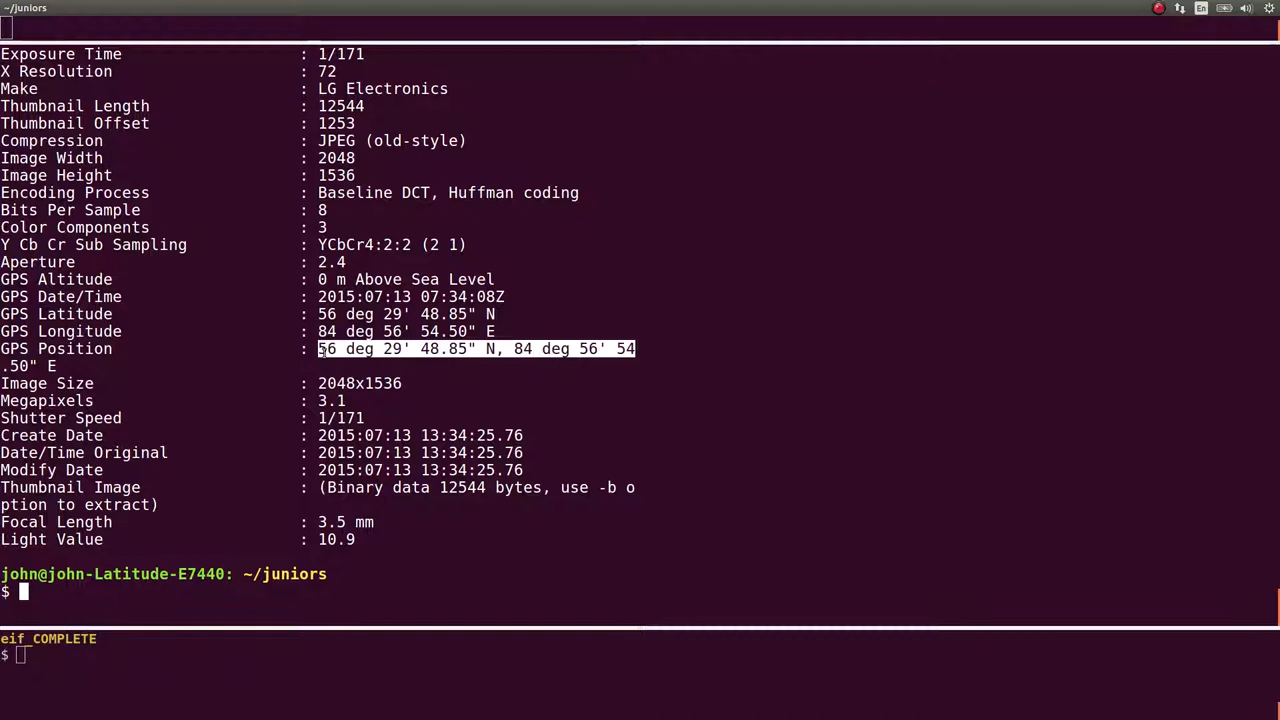 ~/juniors
En
Exposure Time : 1/171
X Resolution : 72
Make : LG Electronics
Thumbnail Length : 12544
Thumbnail Offset : 1253
Compression : JPEG (old-style)
Image Width : 2048
Image Height : 1536
Encoding Process : Baseline DCT, Huffman coding
Bits Per Sample : 8
Color Components : 3
Y Cb Cr Sub Sampling : YCbCr4:2:2 (2 1)
Aperture : 2.4
GPS Altitude : 0 m Above Sea Level
GPS Date/Time : 2015:07:13 07:34:08Z
GPS Latitude : 56 deg 29' 48.85" N
GPS Longitude : 84 deg 56' 54.50" E
GPS Position : 56 deg 29' 48.85" N, 84 deg 56' 54
.50" E
Image Size : 2048x1536
Megapixels : 3.1
Shutter Speed : 1/171
Create Date : 2015:07:13 13:34:25.76
Date/Time Original : 2015:07:13 13:34:25.76
Modify Date : 2015:07:13 13:34:25.76
Thumbnail Image : (Binary data 12544 bytes, use -b o
ption to extract)
Focal Length : 3.5 mm
Light Value : 10.9
john@john-Latitude-E7440: ~/juniors
$
eif_COMPLETE
$